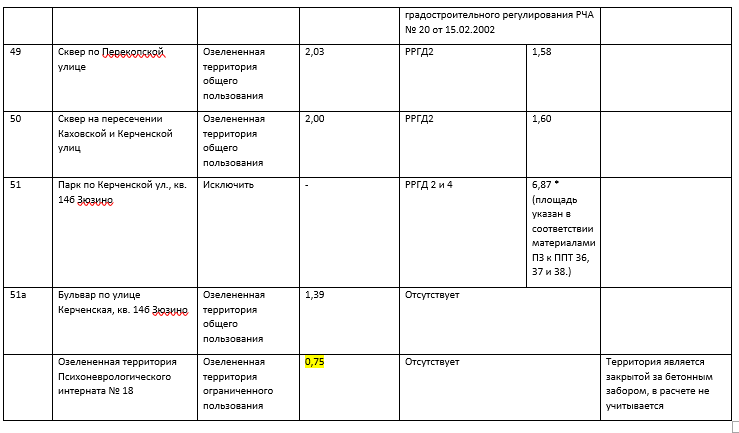 градостроительного регулирования РЧА
№ 20 от 15.02.2002
49
Сквер по Перекопской
улице
Озелененная
территория
общего
пользования
2,03
РРГД2
1,58
50
Сквер на пересечении
Каховской и Керченской
улиц
Озелененная
территория
общего
пользования
2,00
РРГД2
1,60
51
Парк по Керченской ул., кв.
14б Зюзино
Исключить
-
РРГД 2 и 4
6,87 *
(площадь
указан в
соответствии
материалами
ПЗ к ППТ 36,
37 и 38.)
51а
Бульвар по улице
Керченская, кв. 14б Зюзино
Озелененная
территория
общего
пользования
1,39
Отсутствует
Озелененная территория
Психоневрологического
интерната № 18
Озелененная
территория
ограниченного
пользования
0,75
Отсутствует
Территория является
закрытой за бетонным
забором, в расчете не
учитывается